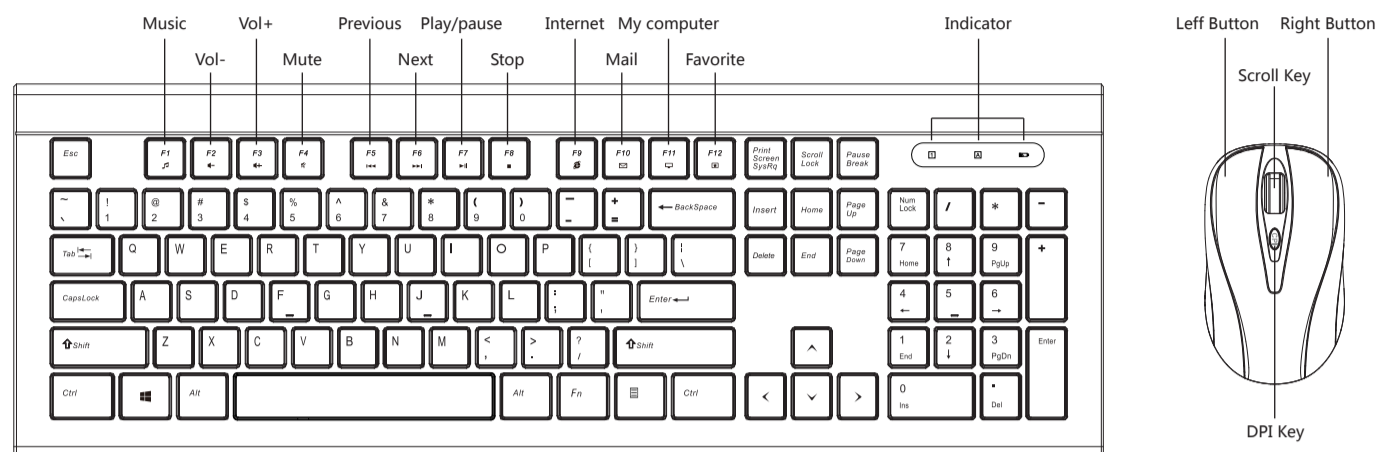 Music Vol+ Previous Play/pause Internet My computer Indicator Left Button Right Button
Vol- Mute Next Stop Mail Favorite Scroll Key
Esc F1 F2 F3 F4 F5 F6 F7 F8 F9 F10 F11 F12 Print Screen SysRq Scroll Lock Pause Break 1 A
~ ! @ # $ % ^ & * ( ) — + BackSpace Insert Home Page Up Num Lock / * -
、 1 2 3 4 5 6 7 8 9 0 - =
Tab Q W E R T Y U I O P { } ¦ Delete End Page Down 7 8 9 +
[ ] \ Home ↑ PgUp
CapsLock A S D F G H J K L : " Enter 4 5 6
; ' ← →
Shift Z X C V B N M < > ? Shift 1 2 3 Enter
, . / End ↓ PgDn
Ctrl Alt Alt Fn Ctrl 0 .
Ins Del
DPI Key